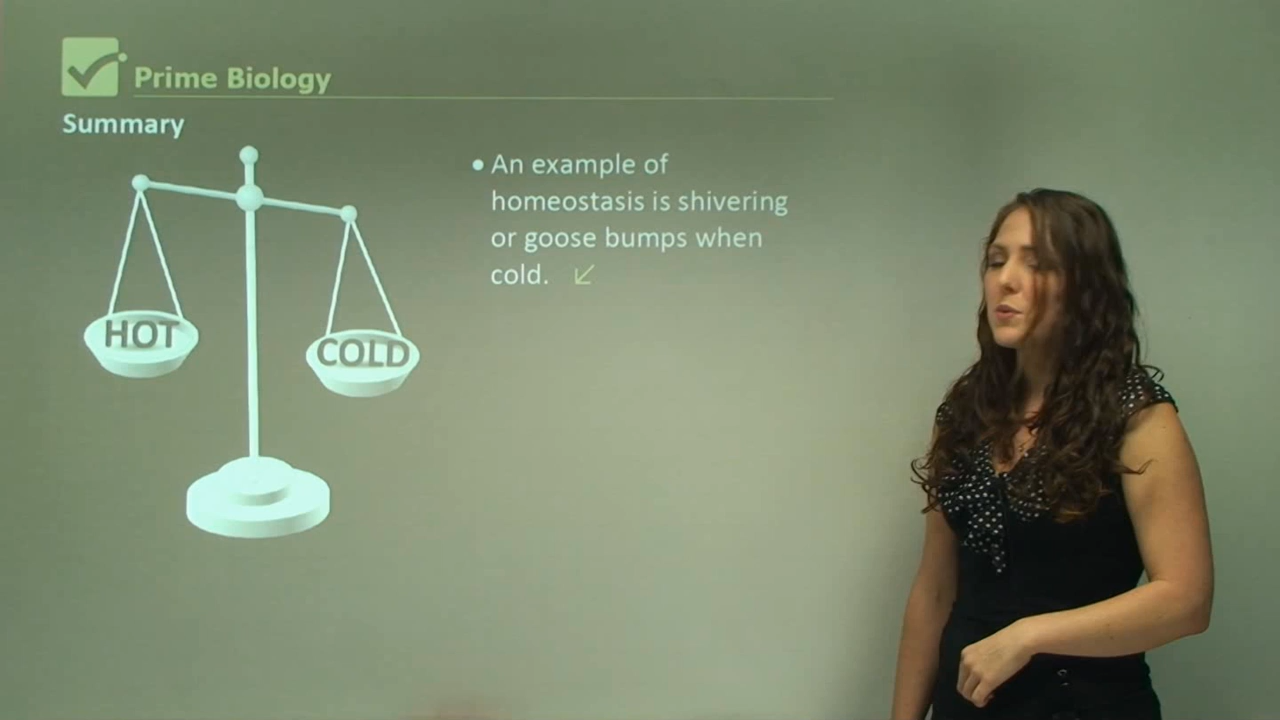 Prime Biology
Summary
• An example of
homeostasis is shivering
or goose bumps when
cold.
HOT
COLD